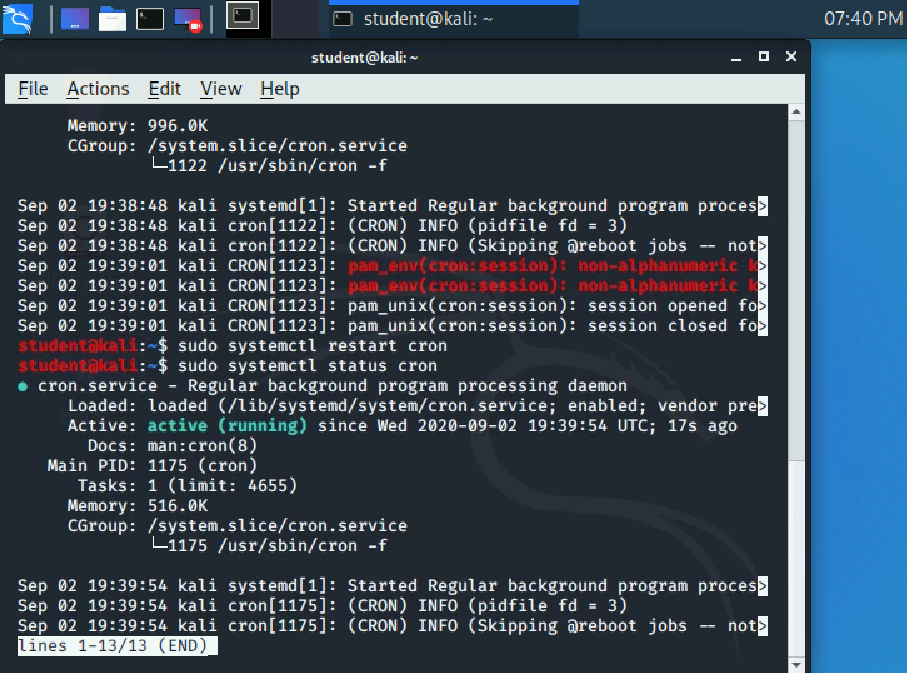 student@kali: ~
07:40 PM
student@kali: ~
File Actions Edit View Help
Memory: 996.0K
CGroup: /system.slice/cron.service
└─1122 /usr/sbin/cron -f
Sep 02 19:38:48 kali systemd[1]: Started Regular background program proces>
Sep 02 19:38:48 kali cron[1122]: (CRON) INFO (pidfile fd = 3)
Sep 02 19:38:48 kali cron[1122]: (CRON) INFO (Skipping @reboot jobs -- not>
Sep 02 19:39:01 kali CRON[1123]: pam_env(cron:session): non-alphanumeric k>
Sep 02 19:39:01 kali CRON[1123]: pam_env(cron:session): non-alphanumeric k>
Sep 02 19:39:01 kali CRON[1123]: pam_unix(cron:session): session opened fo>
Sep 02 19:39:01 kali CRON[1123]: pam_unix(cron:session): session closed fo>
student@kali:~$ sudo systemctl restart cron
student@kali:~$ sudo systemctl status cron
● cron.service - Regular background program processing daemon
Loaded: loaded (/lib/systemd/system/cron.service; enabled; vendor pre>
Active: active (running) since Wed 2020-09-02 19:39:54 UTC; 17s ago
Docs: man:cron(8)
Main PID: 1175 (cron)
Tasks: 1 (limit: 4655)
Memory: 516.0K
CGroup: /system.slice/cron.service
└─1175 /usr/sbin/cron -f
Sep 02 19:39:54 kali systemd[1]: Started Regular background program proces>
Sep 02 19:39:54 kali cron[1175]: (CRON) INFO (pidfile fd = 3)
Sep 02 19:39:54 kali cron[1175]: (CRON) INFO (Skipping @reboot jobs -- not>
lines 1-13/13 (END)